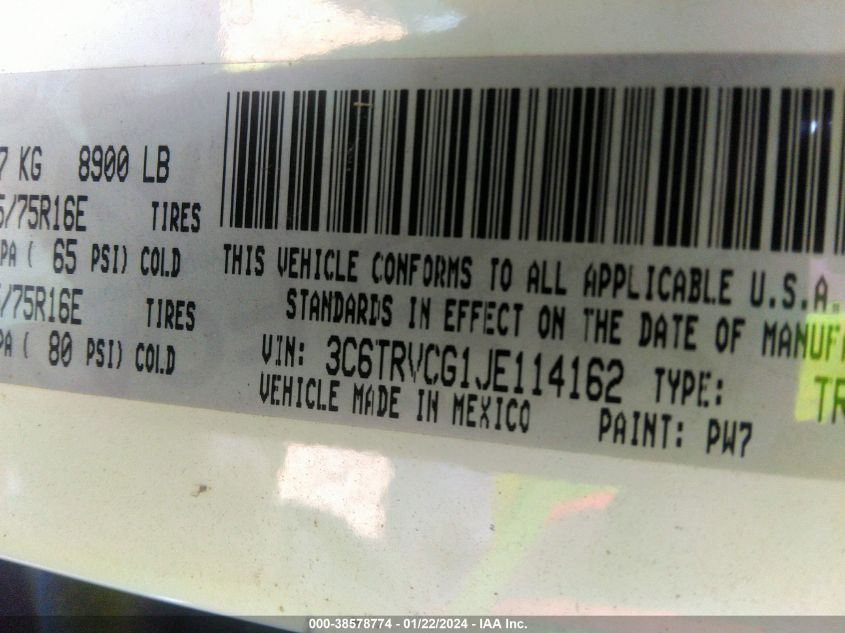 7 KG 8900 LB
5/75R16E TIRES
PA ( 65 PSI) COLD
/75R16E TIRES
PA ( 80 PSI) COLD
THIS VEHICLE CONFORMS TO ALL APPLICABLE U.S.A.
STANDARDS IN EFFECT ON THE DATE OF MANUF
VIN: 3C6TRVCG1JE114162 TYPE: TR
VEHICLE MADE IN MEXICO PAINT: PW7
000-38578774 - 01/22/2024 - IAA Inc.